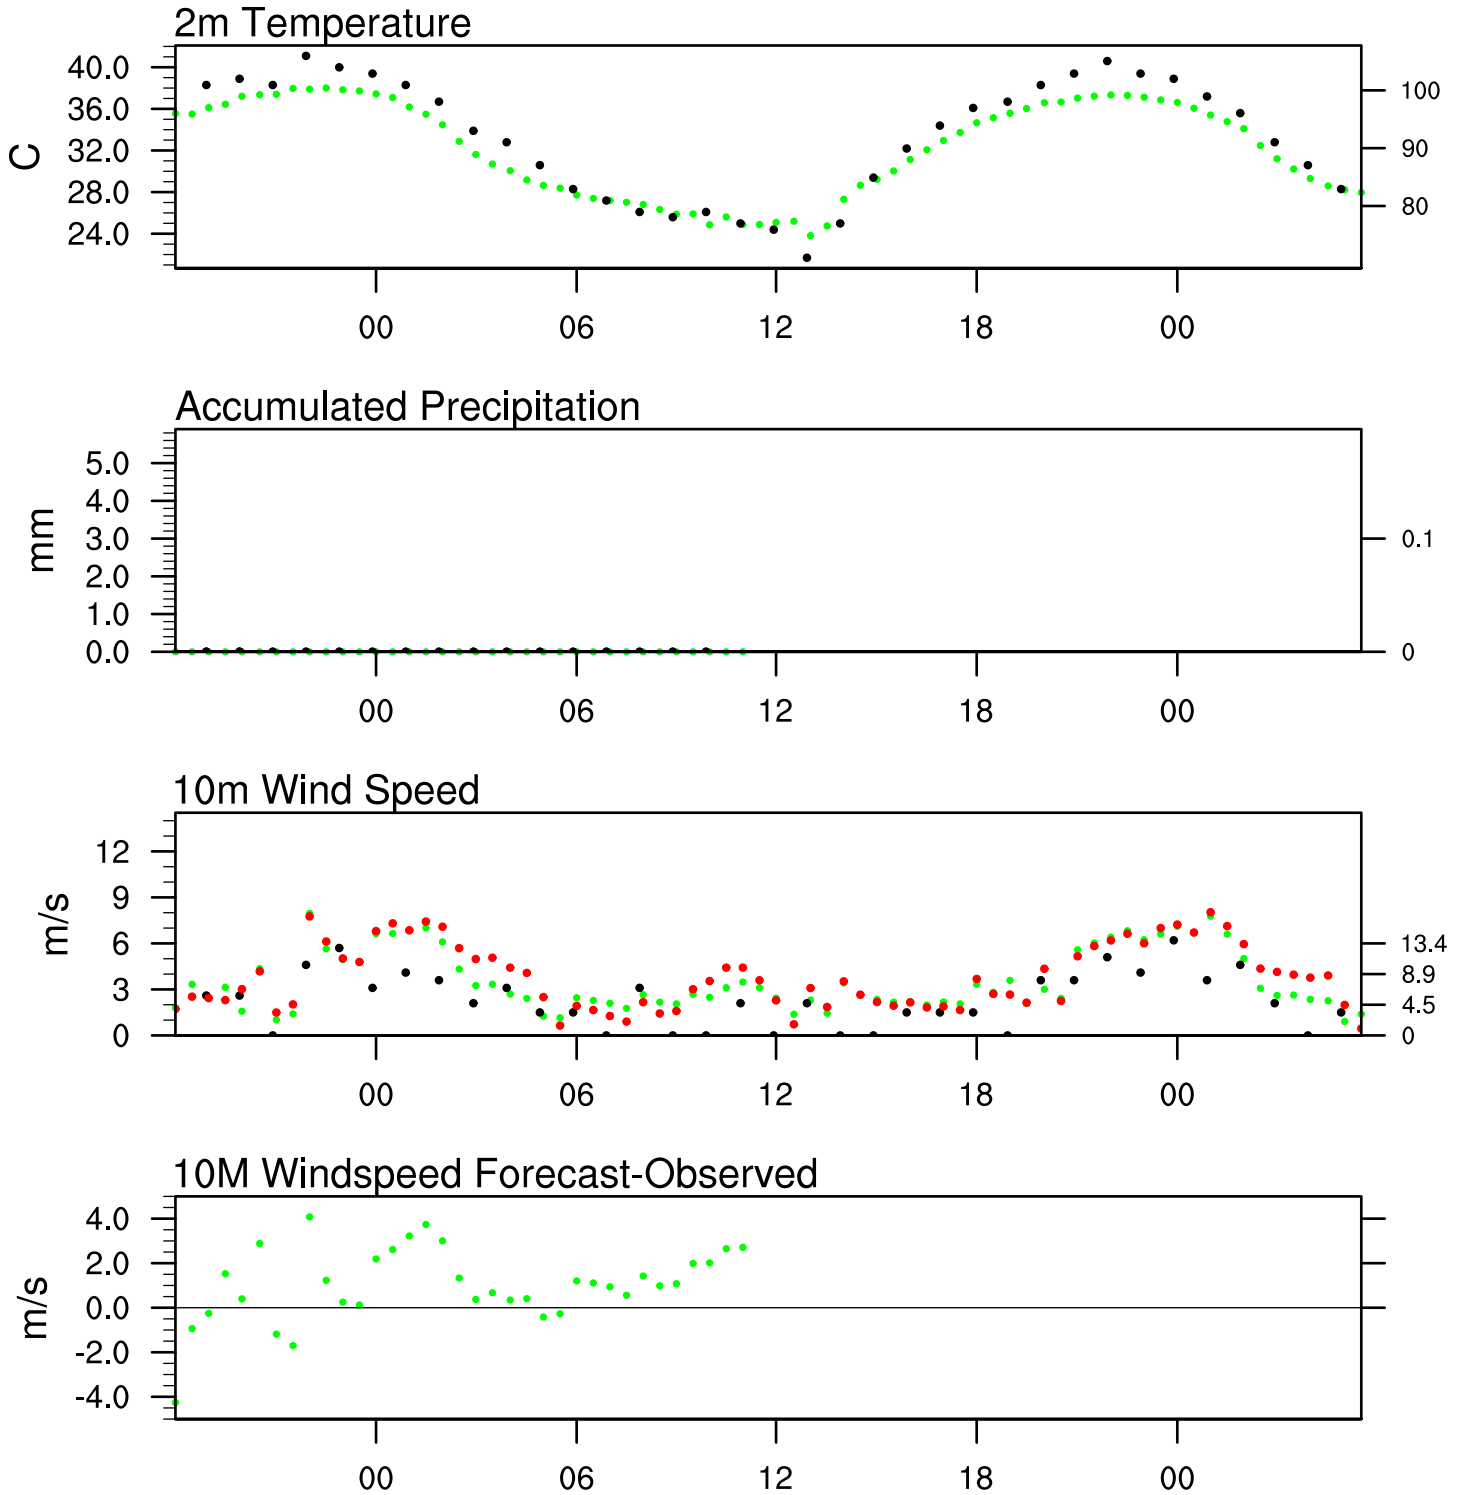 2m Temperature
40.0
36.0
32.0
28.0
24.0
C
100
90
80
00 06 12 18 00
Accumulated Precipitation
5.0
4.0
3.0
2.0
1.0
0.0
mm
0.1
0
00 06 12 18 00
10m Wind Speed
12
9
6
3
0
m/s
13.4
8.9
4.5
0
00 06 12 18 00
10M Windspeed Forecast-Observed
4.0
2.0
0.0
-2.0
-4.0
m/s
00 06 12 18 00